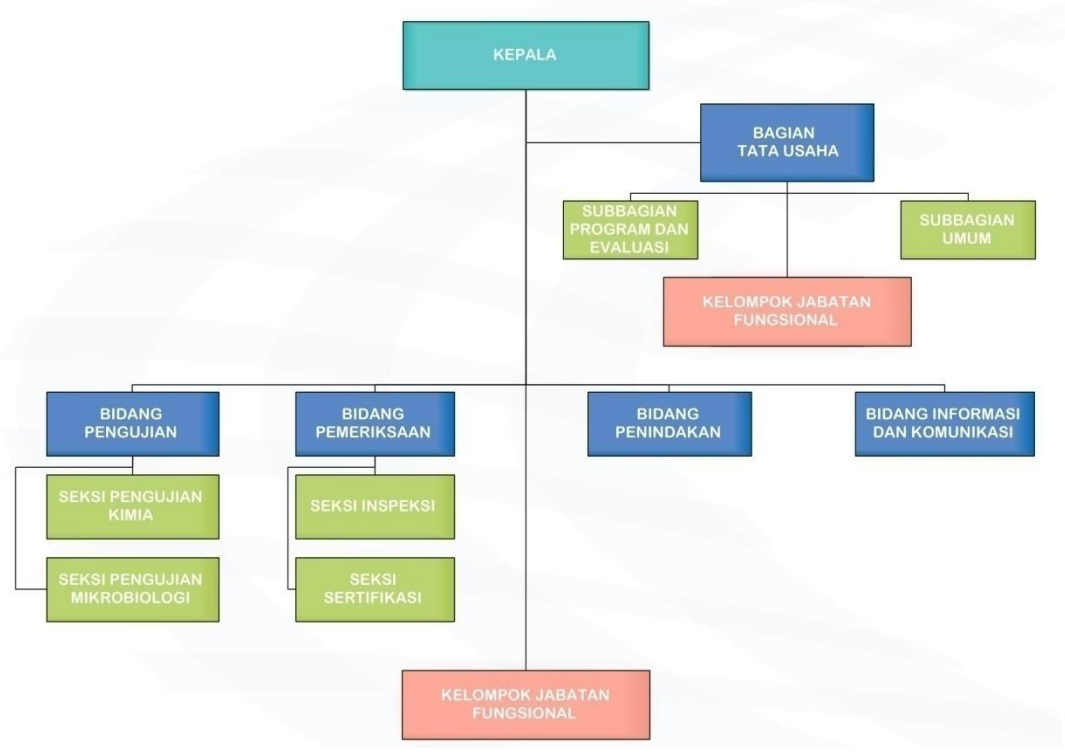 KEPALA
BAGIAN
TATA USAHA
SUBBAGIAN
PROGRAM DAN
EVALUASI
SUBBAGIAN
UMUM
KELOMPOK JABATAN
FUNGSIONAL
BIDANG
PENGUJIAN
BIDANG
PEMERIKSAAN
BIDANG
PENINDAKAN
BIDANG INFORMASI
DAN KOMUNIKASI
SEKSI PENGUJIAN
KIMIA
SEKSI INSPEKSI
SEKSI PENGUJIAN
MIKROBIOLOGI
SEKSI
SERTIFIKASI
KELOMPOK JABATAN
FUNGSIONAL